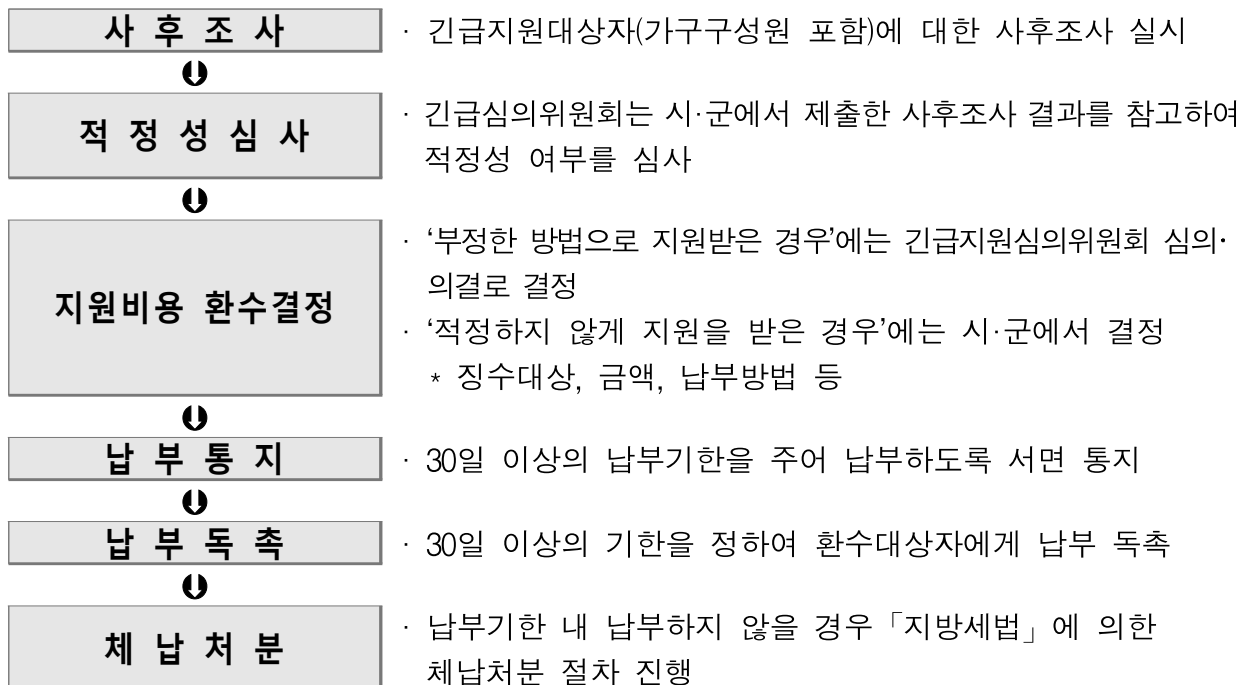 사 후 조 사
· 긴급지원대상자(가구구성원 포함)에 대한 사후조사 실시
적 정 성 심 사
· 긴급심의위원회는 시·군에서 제출한 사후조사 결과를 참고하여
적정성 여부를 심사
지원비용 환수결정
· ‘부정한 방법으로 지원받은 경우’에는 긴급지원심의위원회 심의·
의결로 결정
· ‘적정하지 않게 지원을 받은 경우’에는 시·군에서 결정
* 징수대상, 금액, 납부방법 등
납 부 통 지
· 30일 이상의 납부기한을 주어 납부하도록 서면 통지
납 부 독 촉
· 30일 이상의 기한을 정하여 환수대상자에게 납부 독촉
체 납 처 분
· 납부기한 내 납부하지 않을 경우「지방세법」에 의한
체납처분 절차 진행